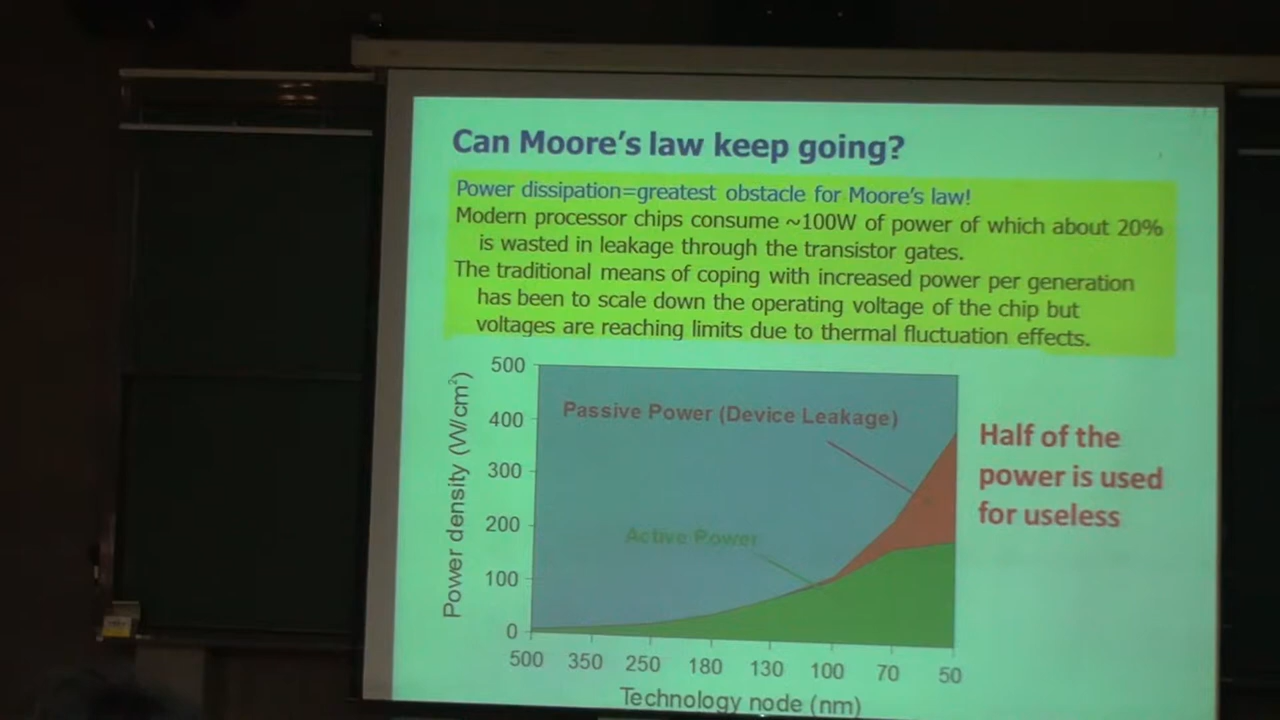 Can Moore's law keep going?
Power dissipation=greatest obstacle for Moore's law!
Modern processor chips consume ~100W of power of which about 20%
is wasted in leakage through the transistor gates.
The traditional means of coping with increased power per generation
has been to scale down the operating voltage of the chip but
voltages are reaching limits due to thermal fluctuation effects.
500
400
300
200
100
0
Power density (W/cm²)
Passive Power (Device Leakage)
Active Power
Half of the
power is used
for useless
500 350 250 180 130 100 70 50
Technology node (nm)